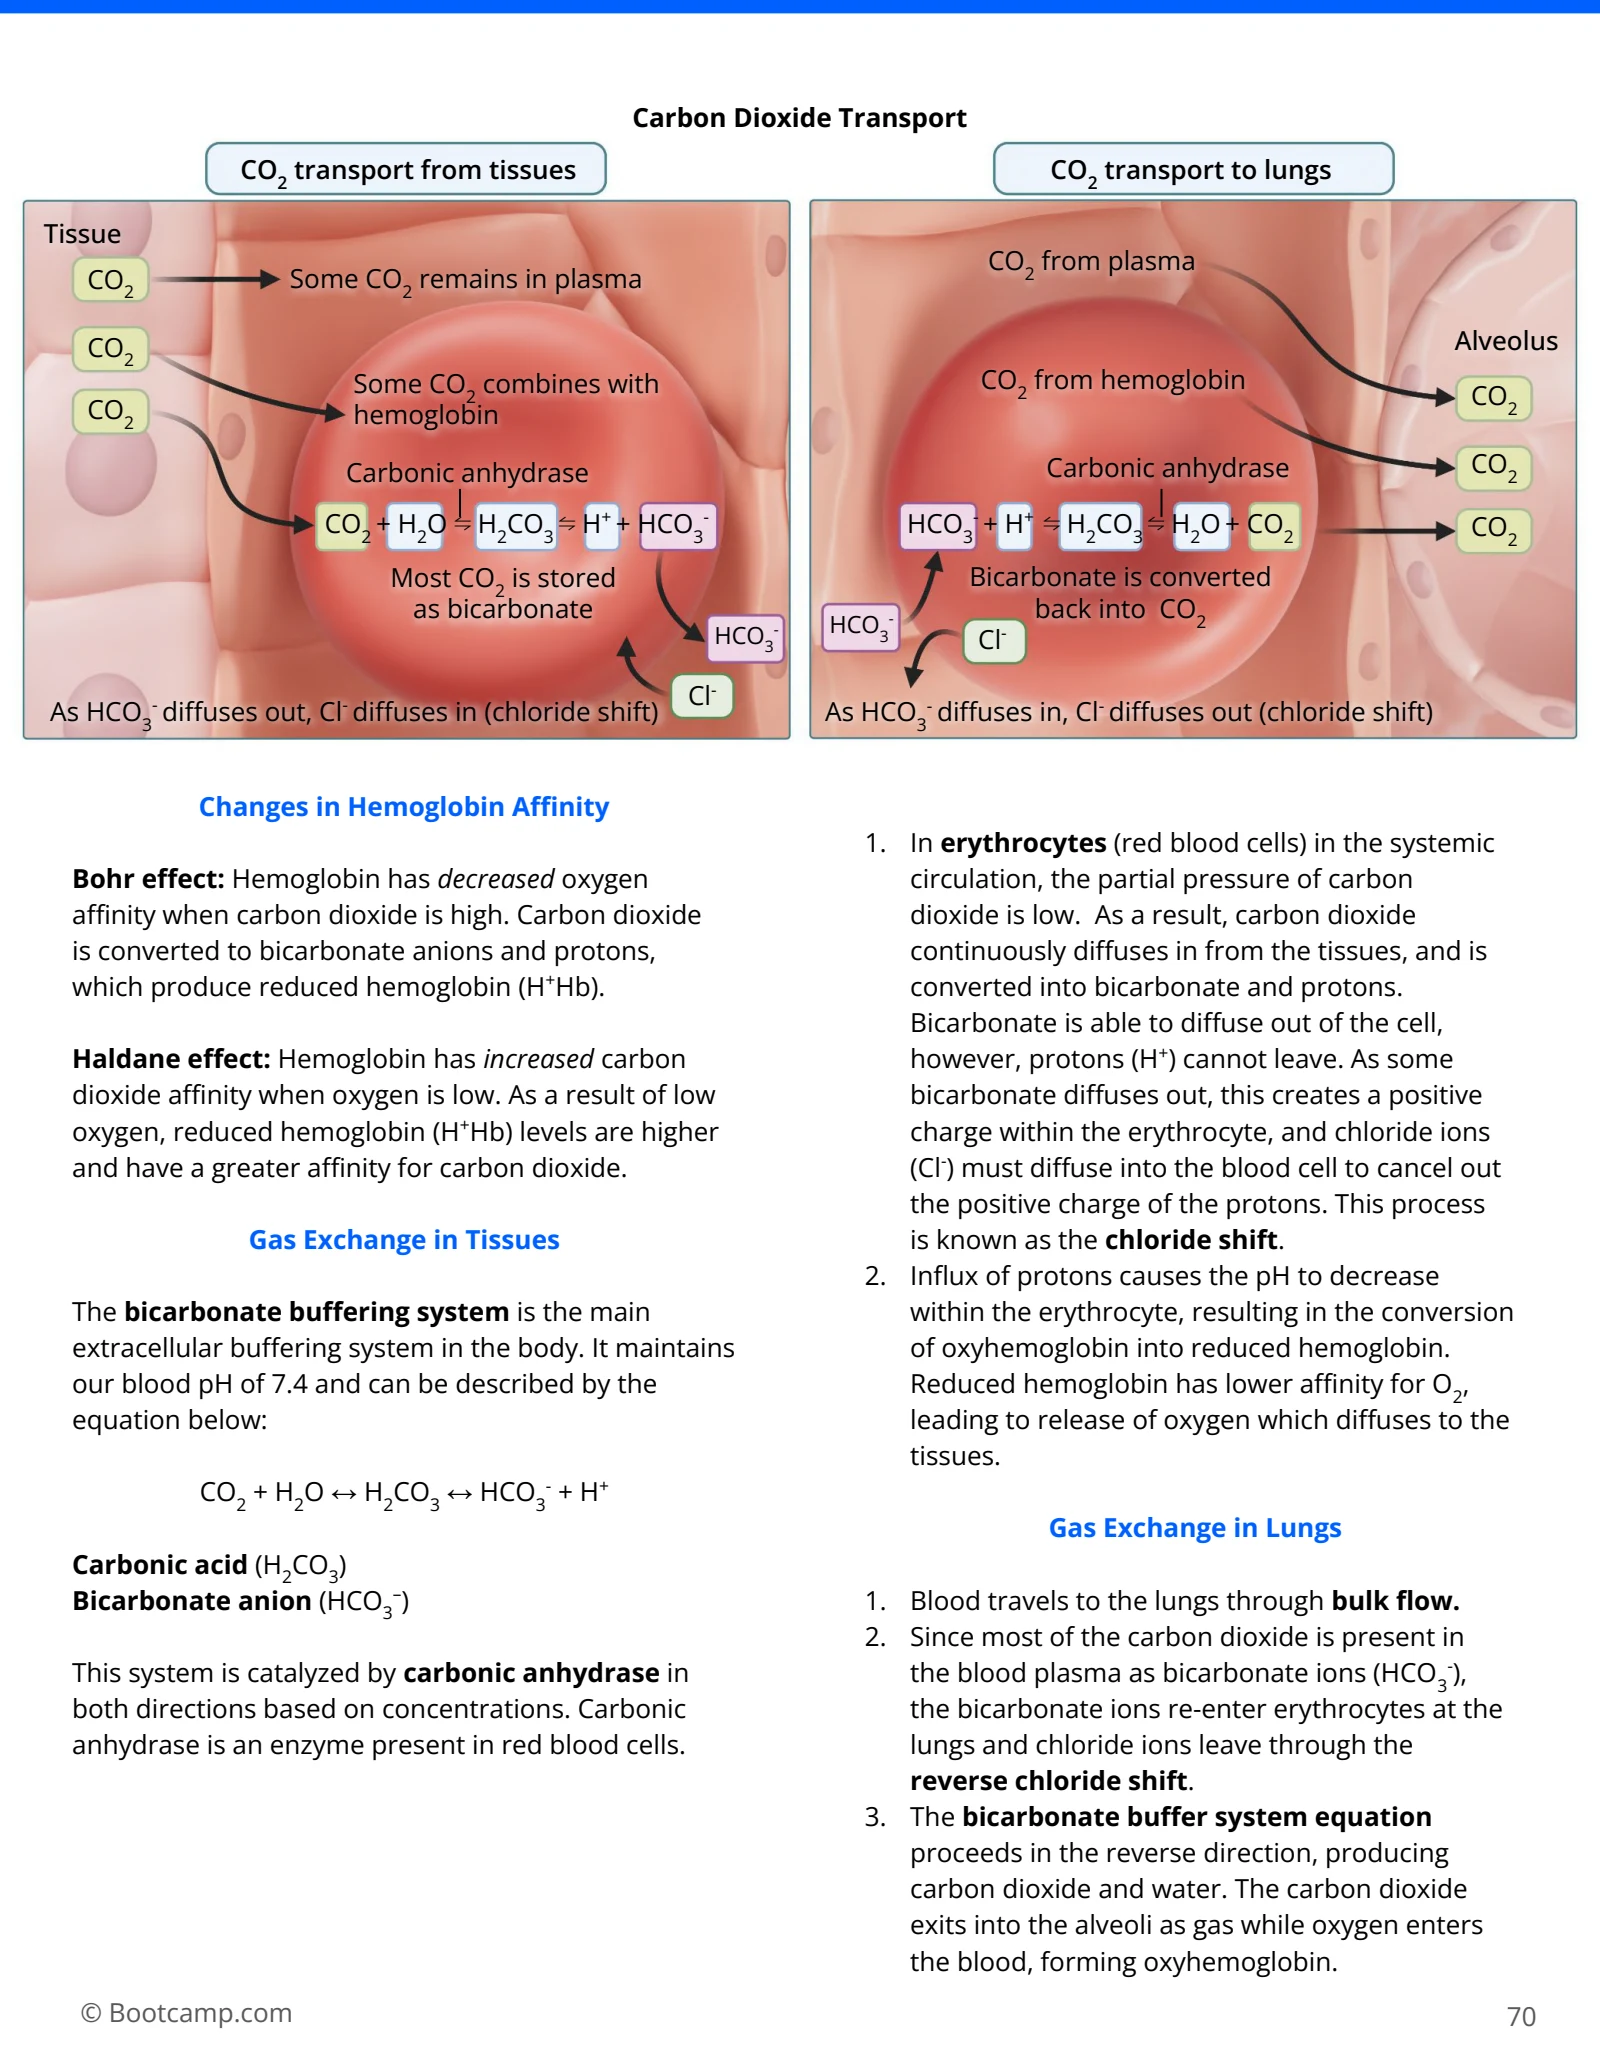 Carbon Dioxide Transport
CO₂ transport from tissues
Tissue
CO₂
Some CO₂ remains in plasma
CO₂
Some CO₂ combines with
hemoglobin
CO₂
Carbonic anhydrase
CO₂ + H₂O ⇋ H₂CO₃ ⇋ H⁺ + HCO₃⁻
Most CO₂ is stored
as bicarbonate
HCO₃⁻
Cl⁻
As HCO₃⁻ diffuses out, Cl⁻ diffuses in (chloride shift)
CO₂ transport to lungs
CO₂ from plasma
Alveolus
CO₂ from hemoglobin
CO₂
CO₂
Carbonic anhydrase
HCO₃⁻ + H⁺ ⇋ H₂CO₃ ⇋ H₂O + CO₂
CO₂
Bicarbonate is converted
back into CO₂
HCO₃⁻
Cl⁻
As HCO₃⁻ diffuses in, Cl⁻ diffuses out (chloride shift)
Changes in Hemoglobin Affinity
Bohr effect: Hemoglobin has decreased oxygen
affinity when carbon dioxide is high. Carbon dioxide
is converted to bicarbonate anions and protons,
which produce reduced hemoglobin (H⁺Hb).
Haldane effect: Hemoglobin has increased carbon
dioxide affinity when oxygen is low. As a result of low
oxygen, reduced hemoglobin (H⁺Hb) levels are higher
and have a greater affinity for carbon dioxide.
Gas Exchange in Tissues
The bicarbonate buffering system is the main
extracellular buffering system in the body. It maintains
our blood pH of 7.4 and can be described by the
equation below:
CO₂ + H₂O ↔ H₂CO₃ ↔ HCO₃⁻ + H⁺
Carbonic acid (H₂CO₃)
Bicarbonate anion (HCO₃⁻)
This system is catalyzed by carbonic anhydrase in
both directions based on concentrations. Carbonic
anhydrase is an enzyme present in red blood cells.
1. In erythrocytes (red blood cells) in the systemic
circulation, the partial pressure of carbon
dioxide is low. As a result, carbon dioxide
continuously diffuses in from the tissues, and is
converted into bicarbonate and protons.
Bicarbonate is able to diffuse out of the cell,
however, protons (H⁺) cannot leave. As some
bicarbonate diffuses out, this creates a positive
charge within the erythrocyte, and chloride ions
(Cl⁻) must diffuse into the blood cell to cancel out
the positive charge of the protons. This process
is known as the chloride shift.
2. Influx of protons causes the pH to decrease
within the erythrocyte, resulting in the conversion
of oxyhemoglobin into reduced hemoglobin.
Reduced hemoglobin has lower affinity for O₂,
leading to release of oxygen which diffuses to the
tissues.
Gas Exchange in Lungs
1. Blood travels to the lungs through bulk flow.
2. Since most of the carbon dioxide is present in
the blood plasma as bicarbonate ions (HCO₃⁻),
the bicarbonate ions re-enter erythrocytes at the
lungs and chloride ions leave through the
reverse chloride shift.
3. The bicarbonate buffer system equation
proceeds in the reverse direction, producing
carbon dioxide and water. The carbon dioxide
exits into the alveoli as gas while oxygen enters
the blood, forming oxyhemoglobin.
© Bootcamp.com
70